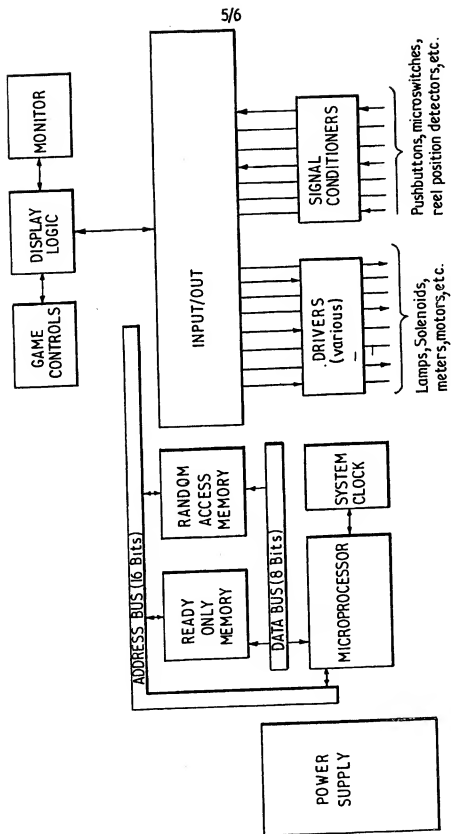 5/6
GAME
CONTROLS
DISPLAY
LOGIC
MONITOR
ADDRESS BUS (16 Bits)
INPUT/OUT
READY
ONLY
MEMORY
RANDOM
ACCESS
MEMORY
DATA BUS (8 Bits)
POWER
SUPPLY
MICROPROCESSOR
SYSTEM
CLOCK
DRIVERS
(various)
SIGNAL
CONDITIONERS
Lamps, Solenoids,
meters, motors, etc.
Pushbuttons, microswitches,
reel position detectors, etc.